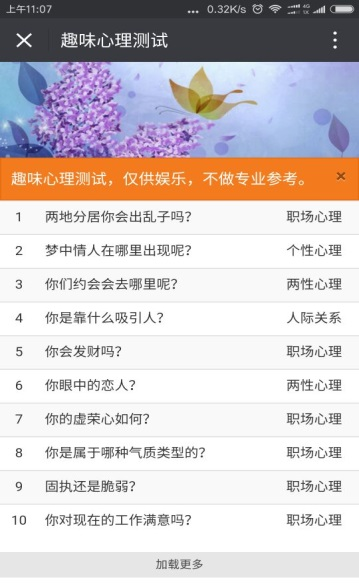 上午11:07 ... 0.32K/s 4G 1X
趣味心理测试
趣味心理测试，仅供娱乐，不做专业参考。 ×
1 两地分居你会出乱子吗？ 职场心理
2 梦中情人在哪里出现呢？ 个性心理
3 你们约会会去哪里呢？ 两性心理
4 你是靠什么吸引人？ 人际关系
5 你会发财吗？ 职场心理
6 你眼中的恋人？ 两性心理
7 你的虚荣心如何？ 职场心理
8 你是属于哪种气质类型的？ 职场心理
9 固执还是脆弱？ 职场心理
10 你对现在的工作满意吗？ 职场心理
加载更多